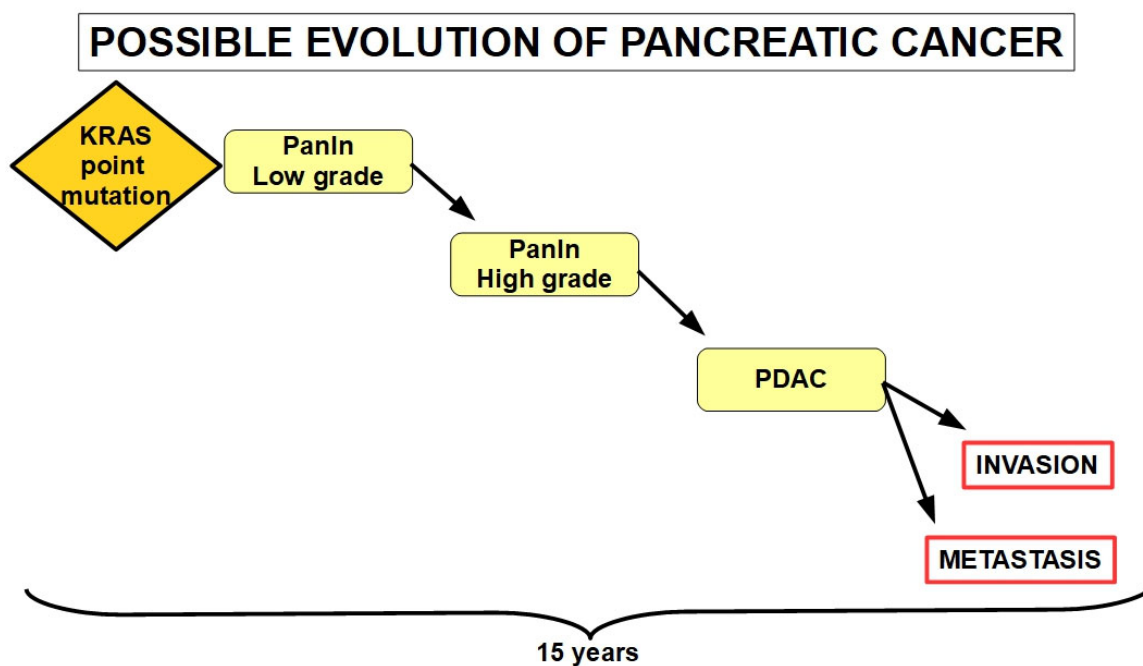 POSSIBLE EVOLUTION OF PANCREATIC CANCER
KRAS
point
mutation
PanIn
Low grade
PanIn
High grade
PDAC
INVASION
METASTASIS
15 years